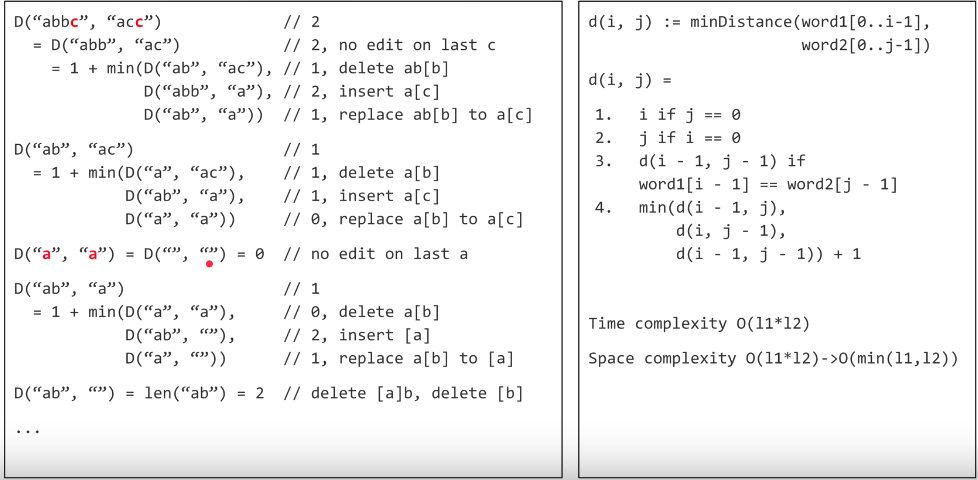 D(“abbc”, “acc”) // 2
= D(“abb”, “ac”) // 2, no edit on last c
= 1 + min(D(“ab”, “ac”), // 1, delete ab[b]
D(“abb”, “a”), // 2, insert a[c]
D(“ab”, “a”)) // 1, replace ab[b] to a[c]
D(“ab”, “ac”) // 1
= 1 + min(D(“a”, “ac”), // 1, delete a[b]
D(“ab”, “a”), // 1, insert a[c]
D(“a”, “a”)) // 0, replace a[b] to a[c]
D(“a”, “a”) = D(“”, “”) = 0 // no edit on last a
D(“ab”, “a”) // 1
= 1 + min(D(“a”, “a”), // 0, delete a[b]
D(“ab”, “”), // 2, insert [a]
D(“a”, “”)) // 1, replace a[b] to [a]
D(“ab”, “”) = len(“ab”) = 2 // delete [a]b, delete [b]
...
d(i, j) := minDistance(word1[0..i-1],
word2[0..j-1])
d(i, j) =
1. i if j == 0
2. j if i == 0
3. d(i - 1, j - 1) if
word1[i - 1] == word2[j - 1]
4. min(d(i - 1, j),
d(i, j - 1),
d(i - 1, j - 1)) + 1
Time complexity O(l1*l2)
Space complexity O(l1*l2)->O(min(l1,l2))